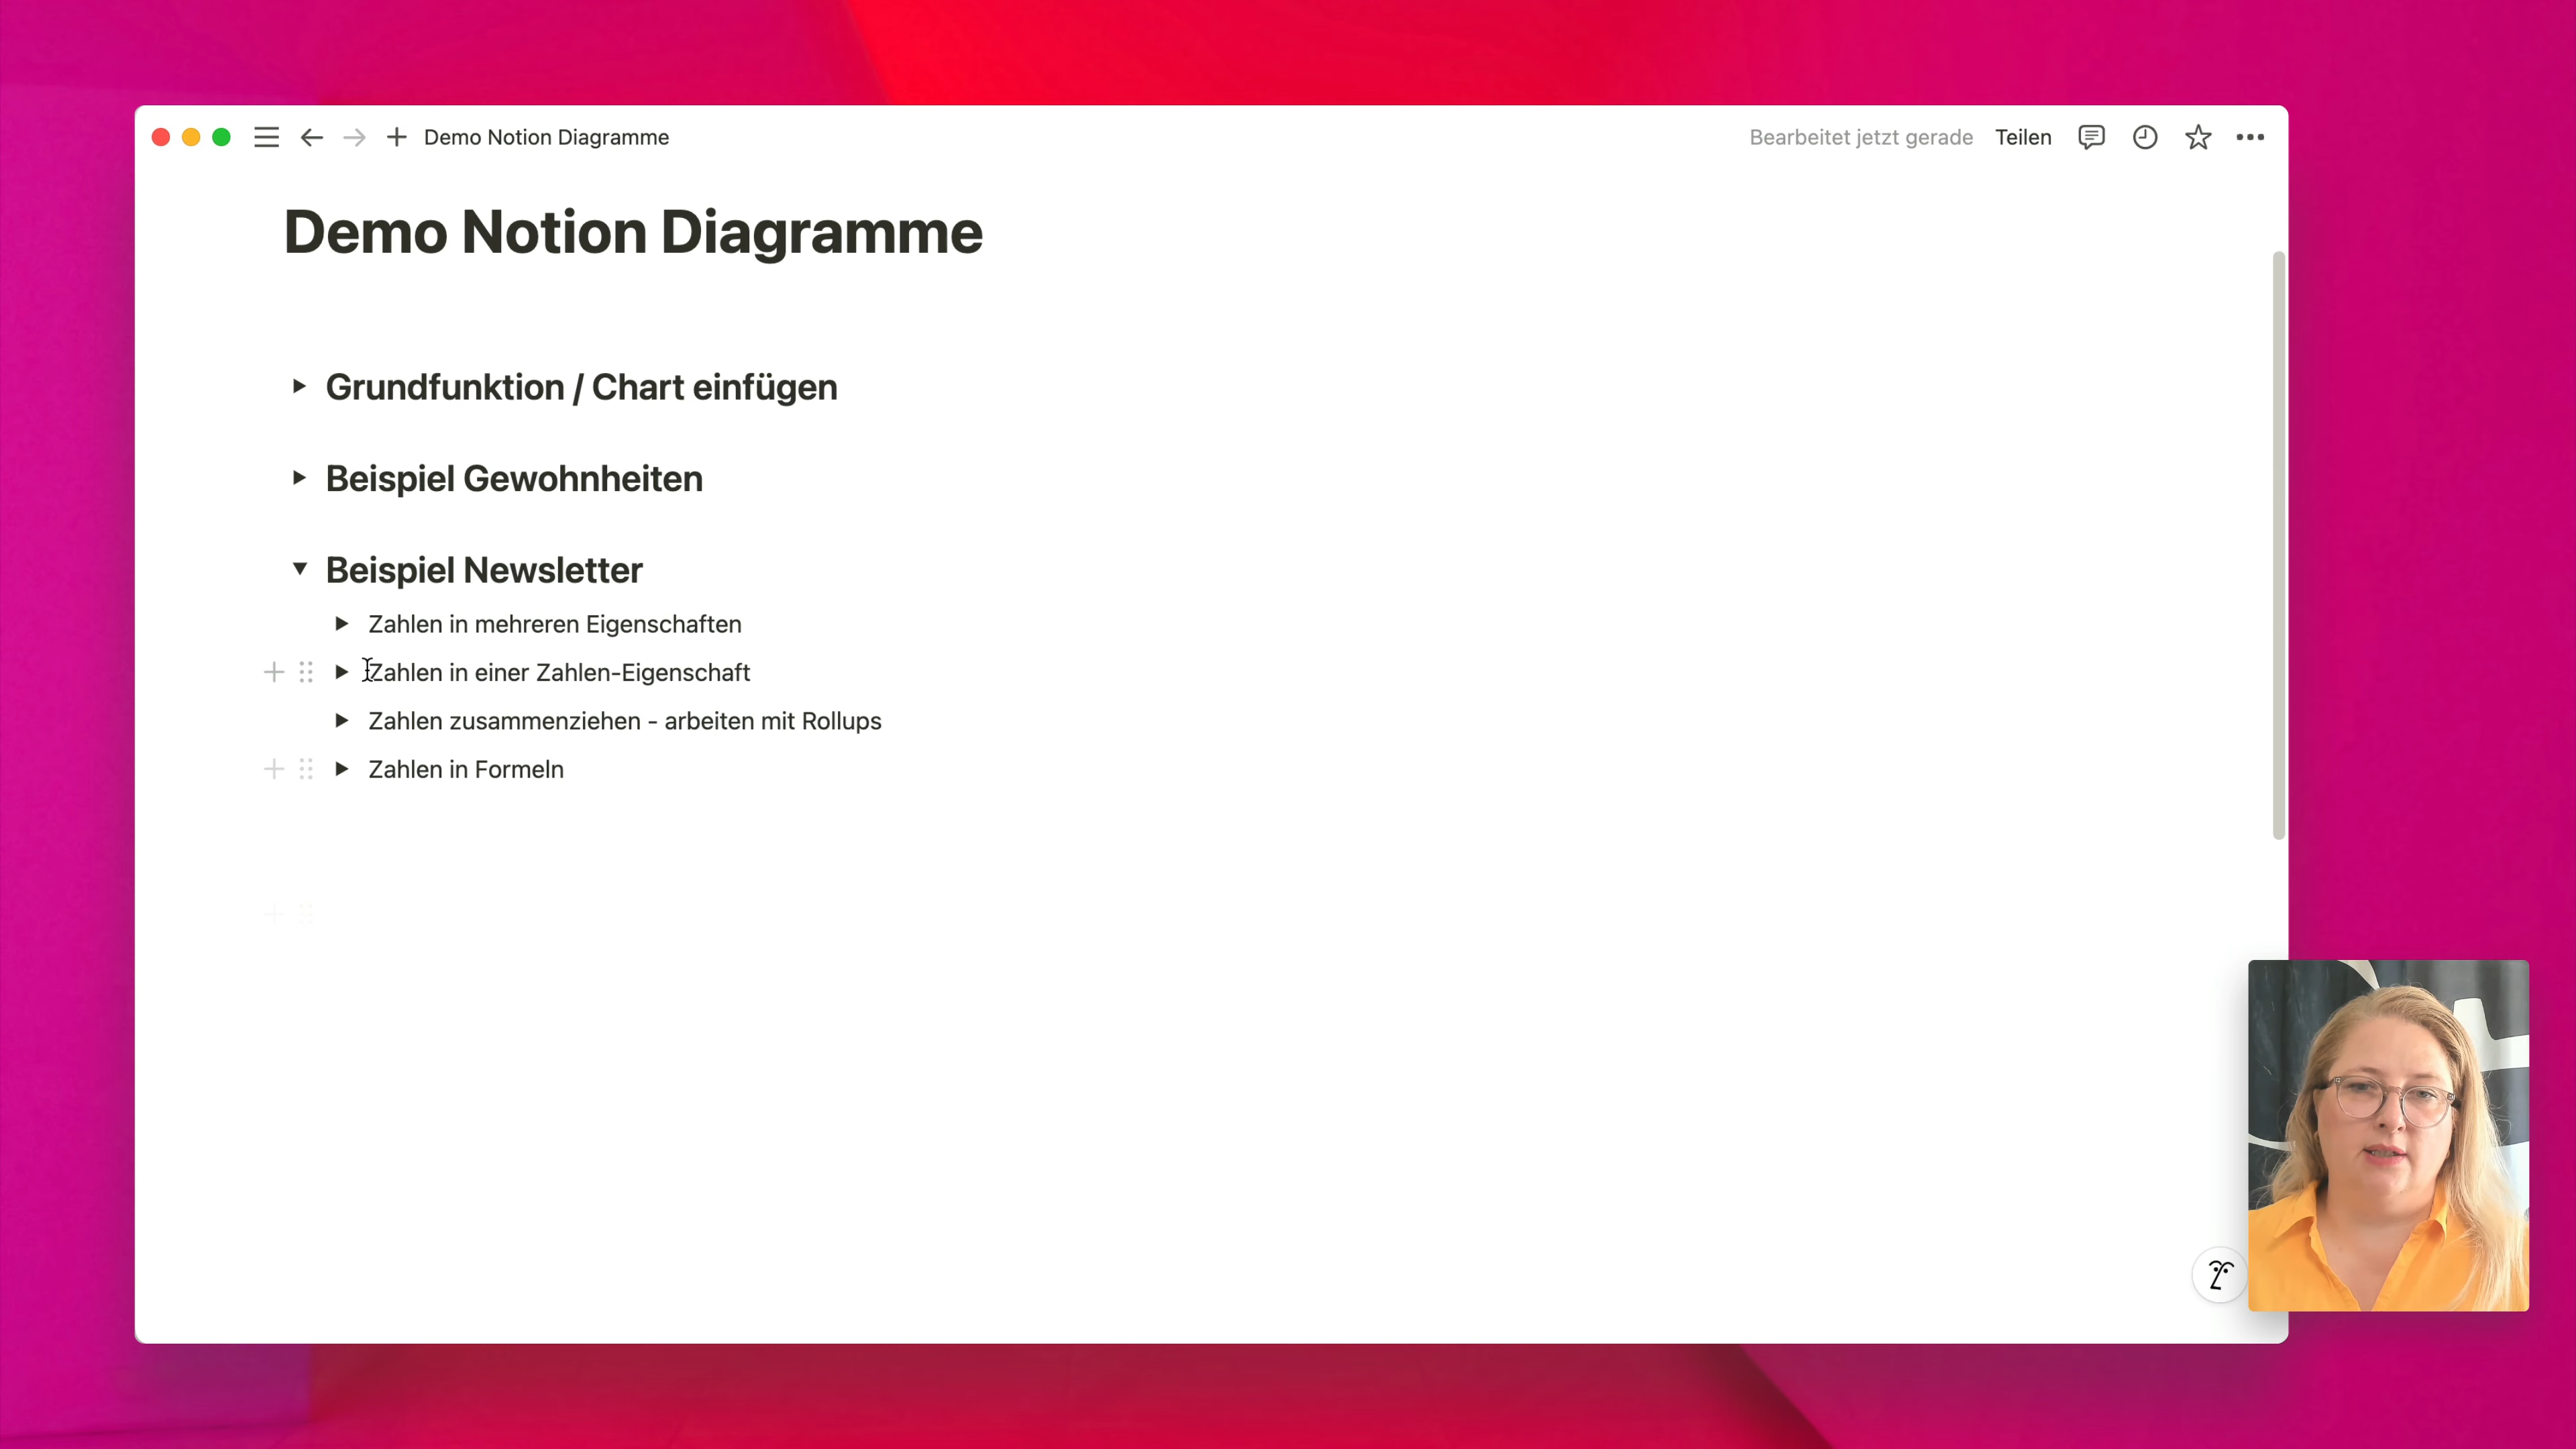 Demo Notion Diagramme
Bearbeitet jetzt gerade
Teilen
Demo Notion Diagramme
Grundfunktion / Chart einfügen
Beispiel Gewohnheiten
Beispiel Newsletter
Zahlen in mehreren Eigenschaften
Zahlen in einer Zahlen-Eigenschaft
Zahlen zusammenziehen - arbeiten mit Rollups
Zahlen in Formeln